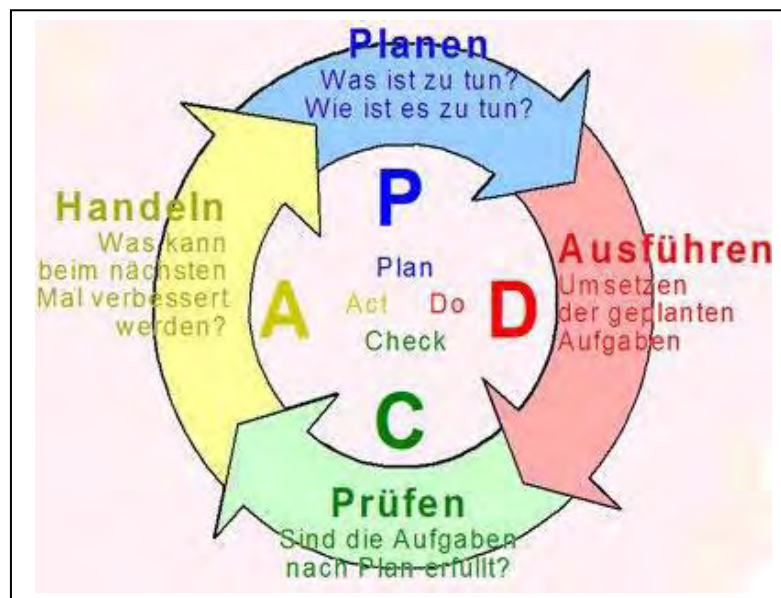 Planen
Was ist zu tun?
Wie ist es zu tun?
P
Handeln
Was kann
beim nächsten
Mal verbessert
werden?
A
Plan
Act Do
Check
D
Ausführen
Umsetzen
der geplanten
Aufgaben
C
Prüfen
Sind die Aufgaben
nach Plan erfüllt?